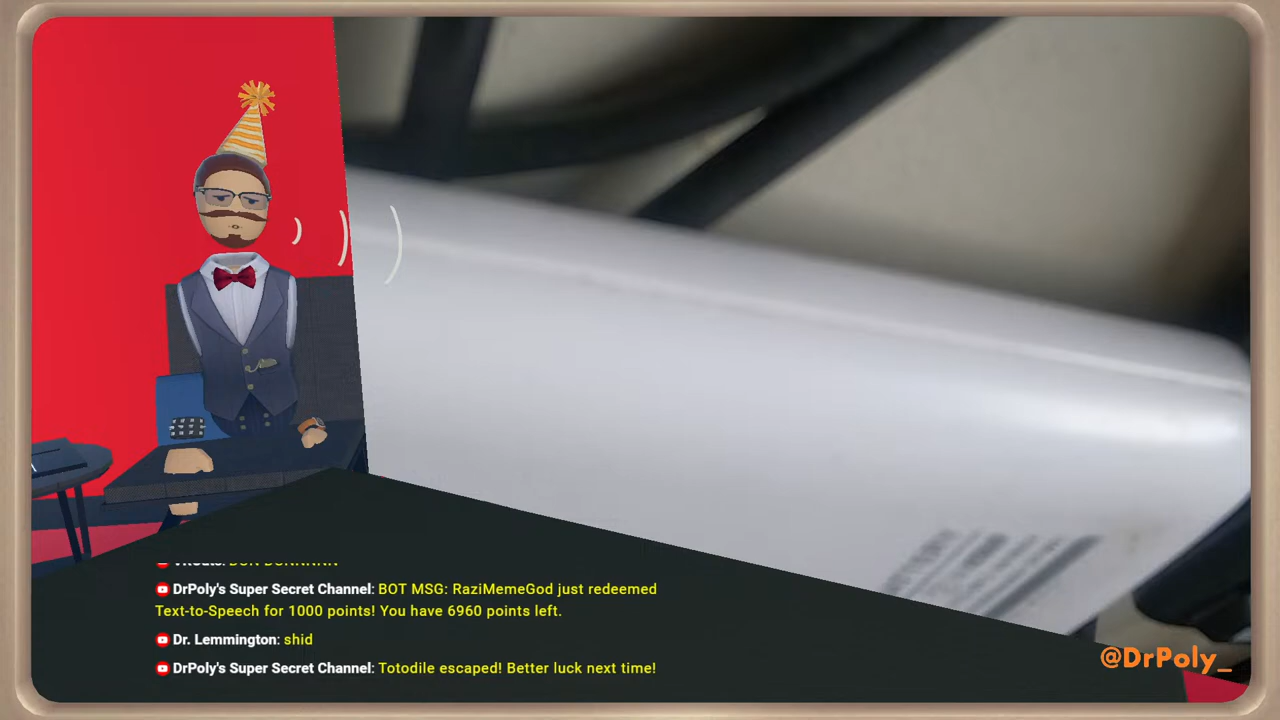 DrPoly's Super Secret Channel: BOT MSG: RaziMemeGod just redeemed
Text-to-Speech for 1000 points! You have 6960 points left.
Dr. Lemmington: shid
DrPoly's Super Secret Channel: Totodile escaped! Better luck next time!
@DrPoly_